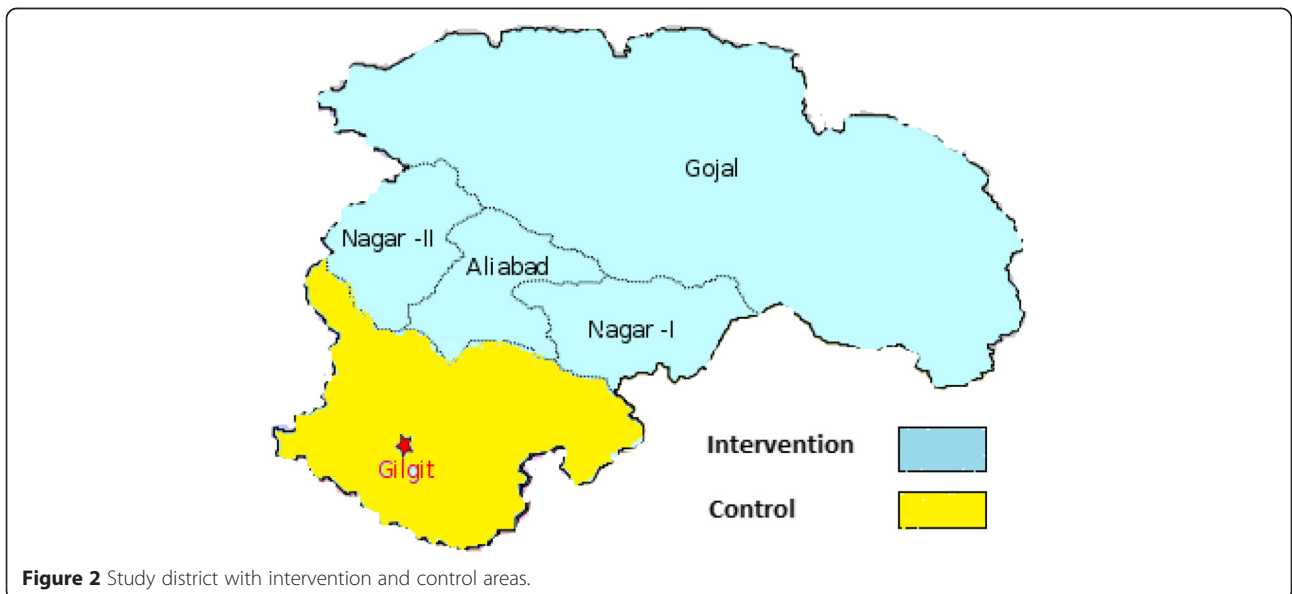 Gojal
Nagar -II
Aliabad
Nagar -I
Intervention
Gilgit
Control
Figure 2 Study district with intervention and control areas.